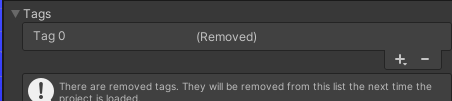 Tags
Tag 0 (Removed)
There are removed tags. They will be removed from this list the next time the
project is loaded